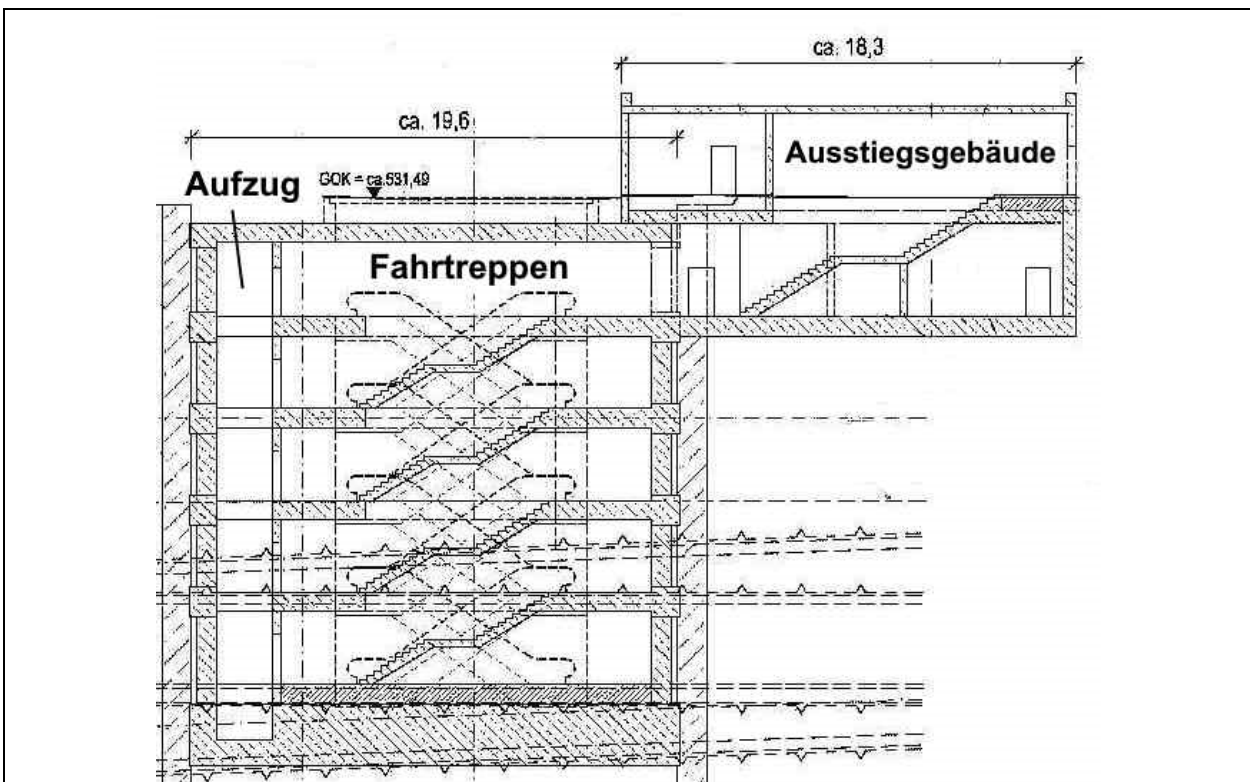 ca. 18,3
ca. 19,6
Ausstiegsgebäude
Aufzug
GOK = ca.531,49
Fahrtreppen